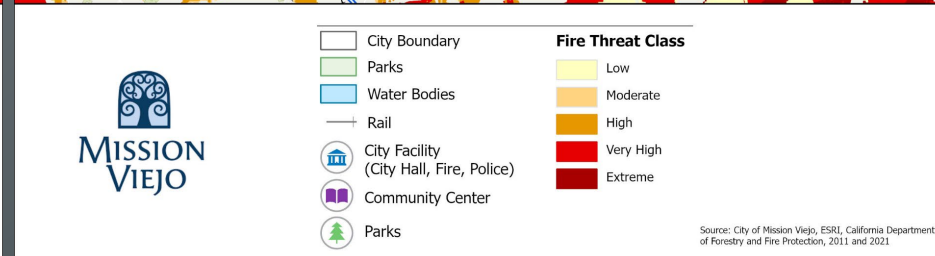 MISSION
VIEJO
City Boundary
Parks
Water Bodies
Rail
City Facility
(City Hall, Fire, Police)
Community Center
Parks
Fire Threat Class
Low
Moderate
High
Very High
Extreme
Source: City of Mission Viejo, ESRI, California Department
of Forestry and Fire Protection, 2011 and 2021